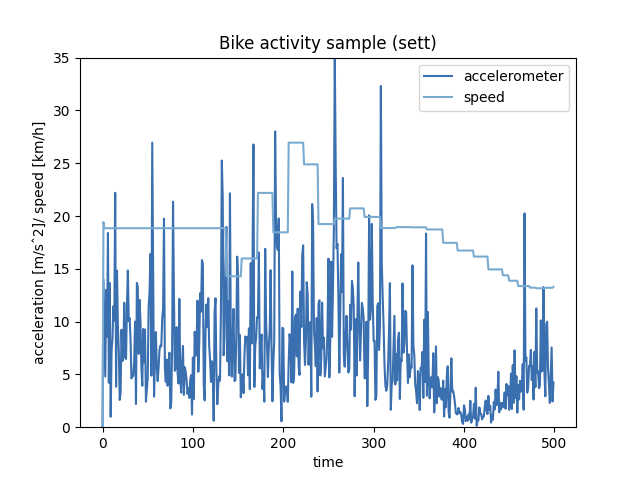 Bike activity sample (sett)
acceleration [m/s^2]/ speed [km/h]
35
30
25
20
15
10
5
0
accelerometer
speed
0 100 200 300 400 500
time